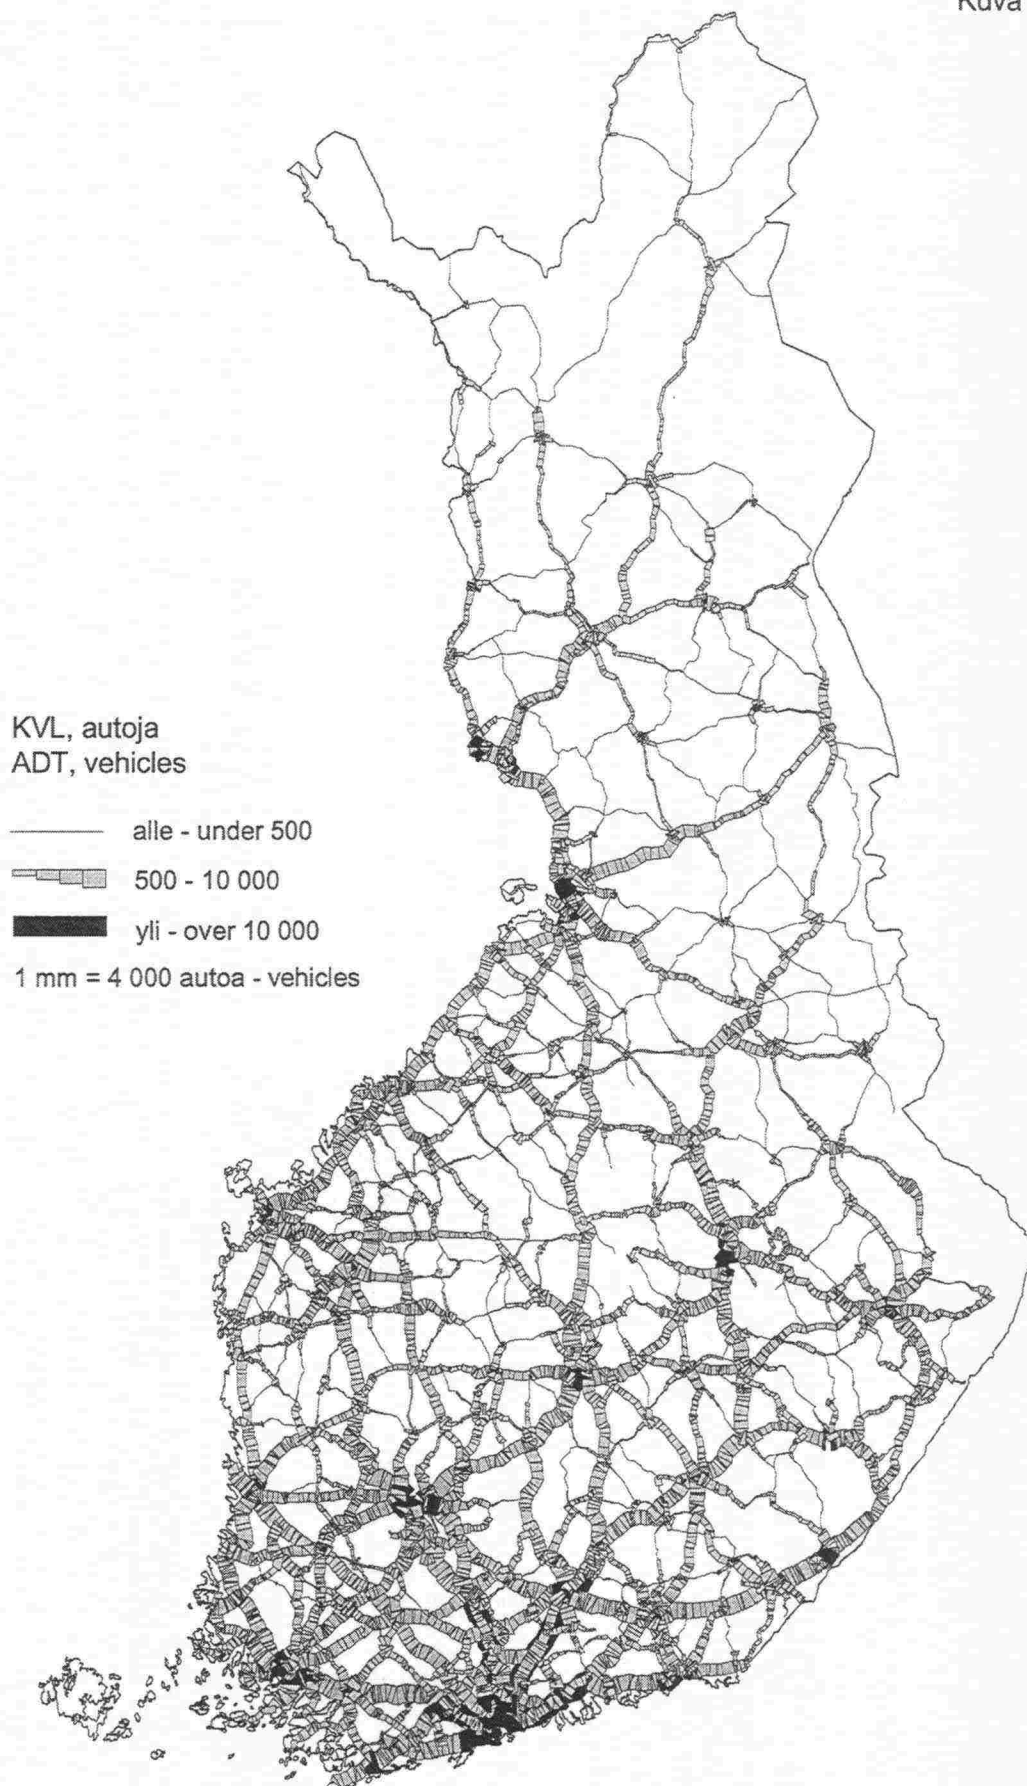 Kuva
KVL, autoja
ADT, vehicles
alle - under 500
500 - 10 000
yli - over 10 000
1 mm = 4 000 autoa - vehicles